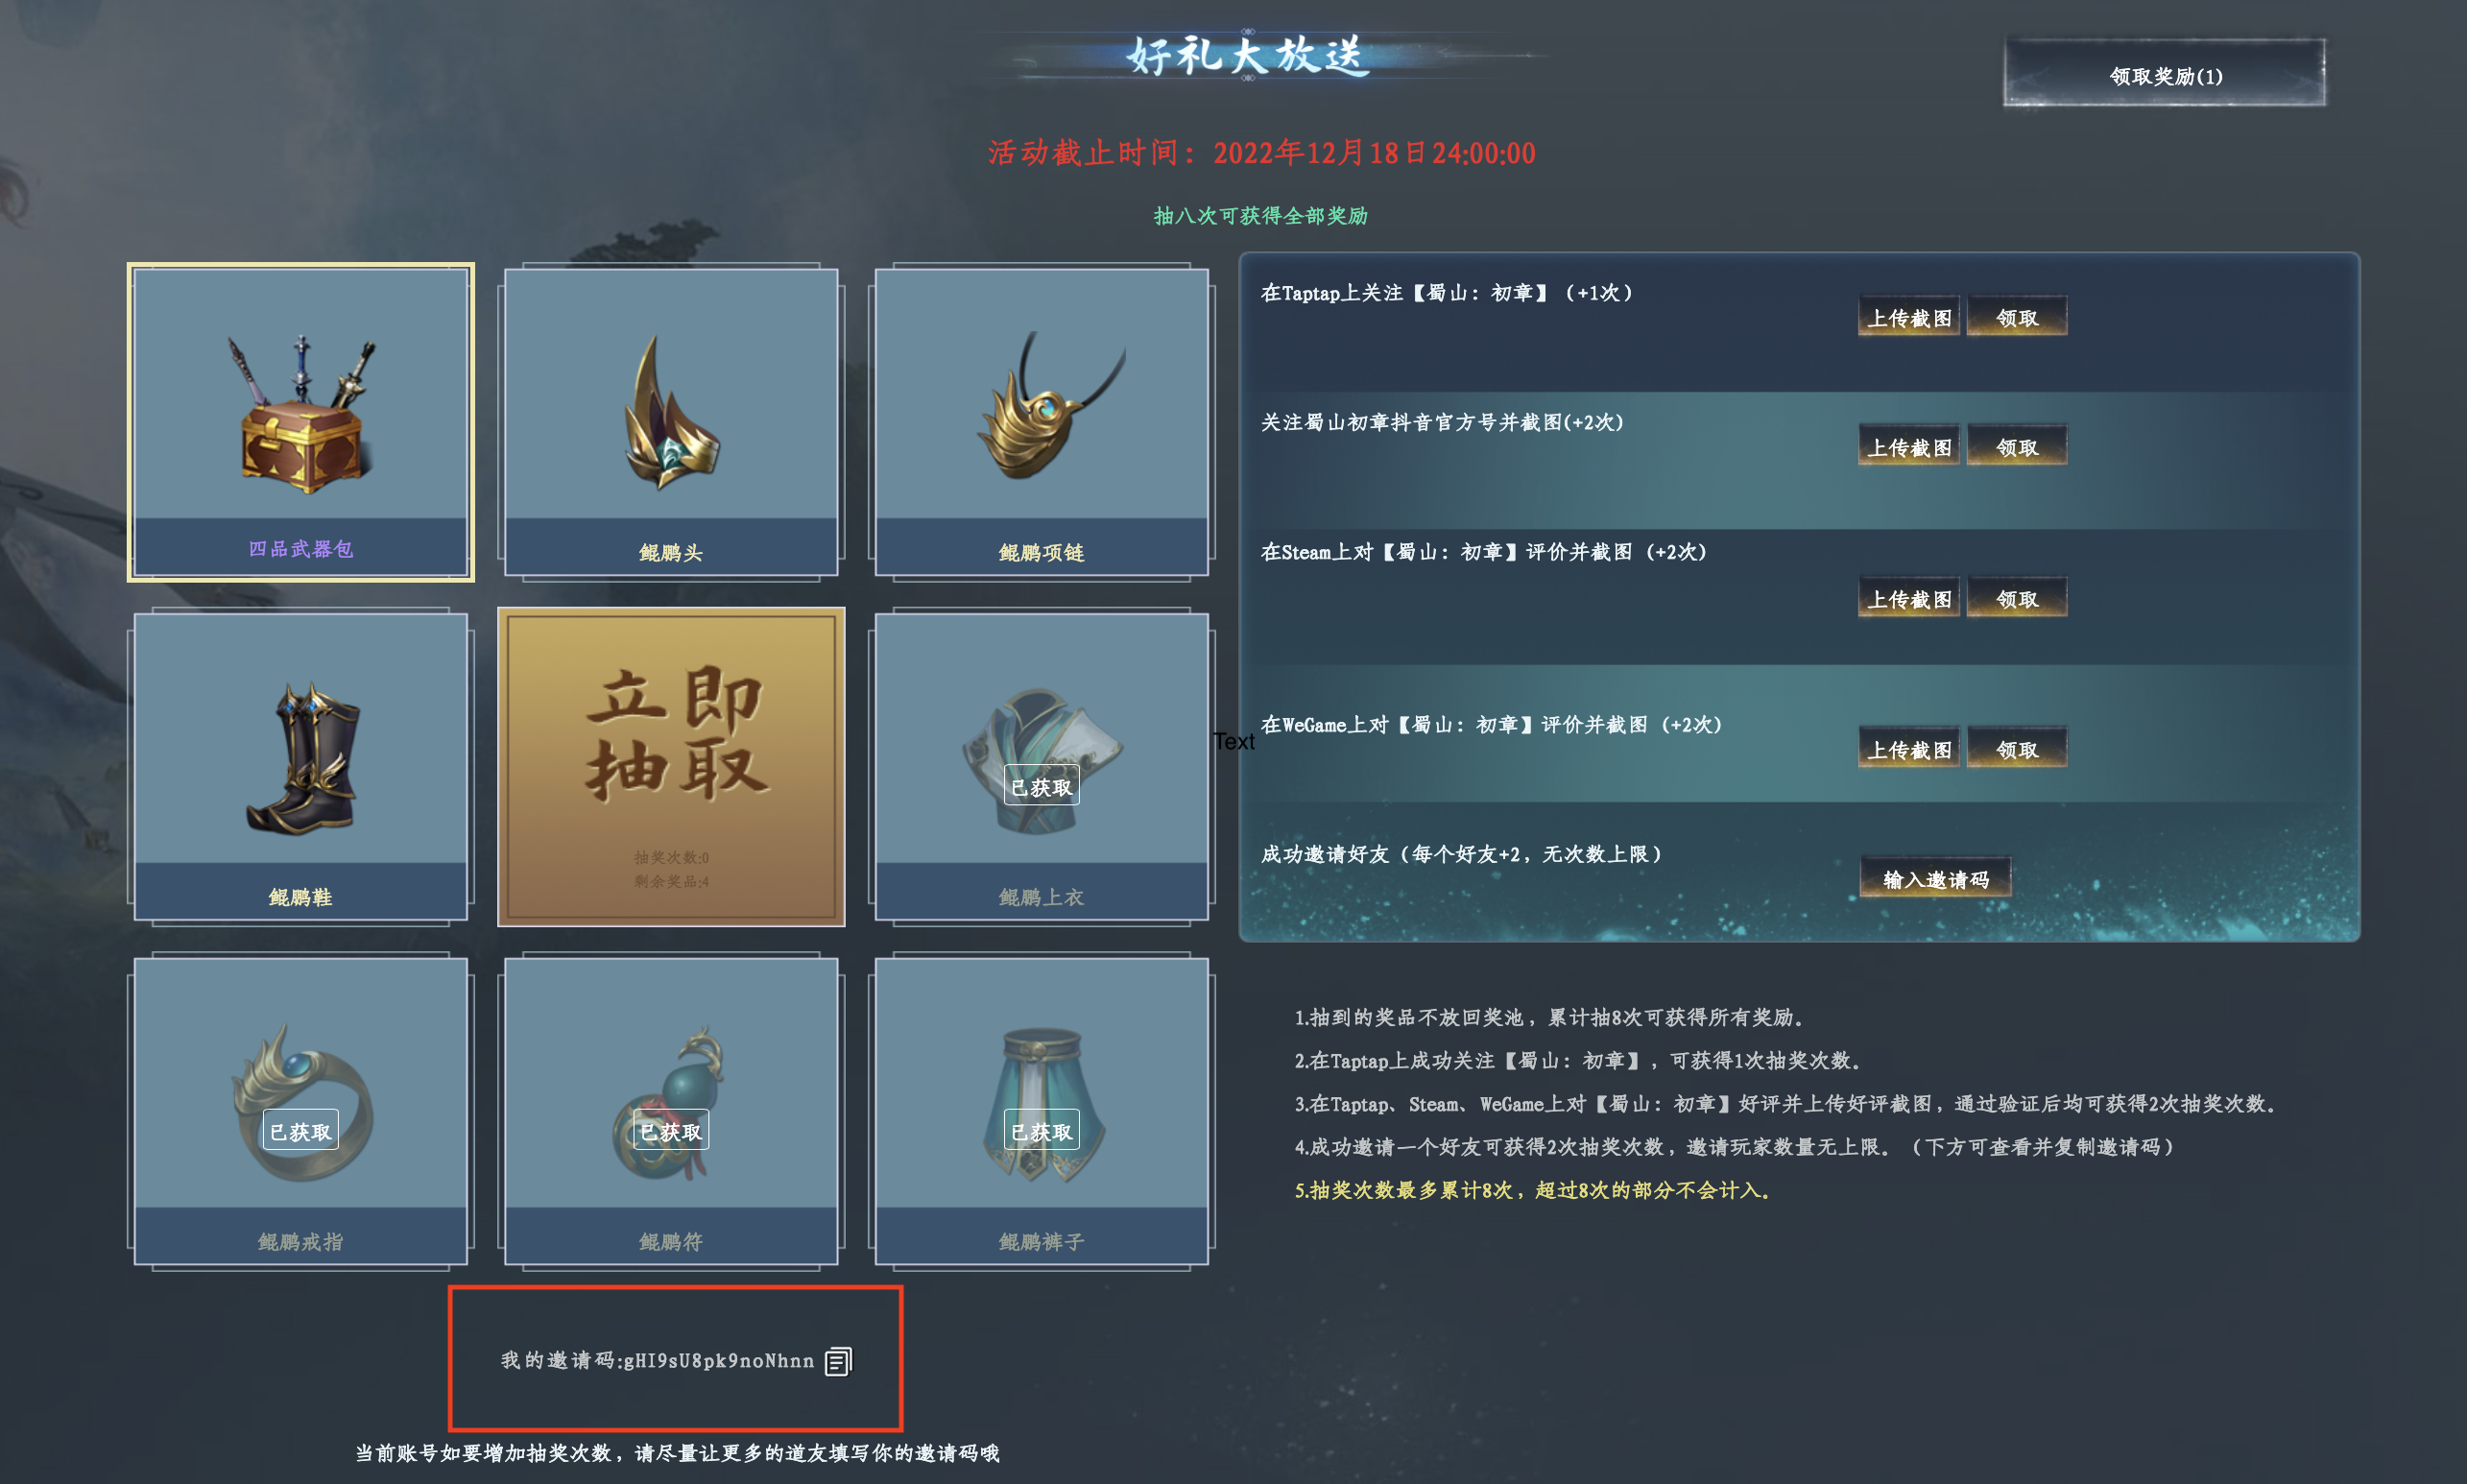 好礼大放送
领取奖励(1)
活动截止时间：2022年12月18日24:00:00
抽八次可获得全部奖励
四品武器包
鲲鹏头
鲲鹏项链
鲲鹏鞋
立即
抽取
抽奖次数:0
剩余奖品:4
已获取
鲲鹏上衣
已获取
鲲鹏戒指
已获取
鲲鹏符
已获取
鲲鹏裤子
我的邀请码:gHI9sU8pk9noNhnn
当前账号如要增加抽奖次数，请尽量让更多的道友填写你的邀请码哦
Text
在Taptap上关注【蜀山：初章】（+1次）
上传截图 领取
关注蜀山初章抖音官方号并截图(+2次)
上传截图 领取
在Steam上对【蜀山：初章】评价并截图（+2次）
上传截图 领取
在WeGame上对【蜀山：初章】评价并截图（+2次）
上传截图 领取
成功邀请好友（每个好友+2，无次数上限）
输入邀请码
1.抽到的奖品不放回奖池，累计抽8次可获得所有奖励。
2.在Taptap上成功关注【蜀山：初章】，可获得1次抽奖次数。
3.在Taptap、Steam、WeGame上对【蜀山：初章】好评并上传好评截图，通过验证后均可获得2次抽奖次数。
4.成功邀请一个好友可获得2次抽奖次数，邀请玩家数量无上限。（下方可查看并复制邀请码）
5.抽奖次数最多累计8次，超过8次的部分不会计入。